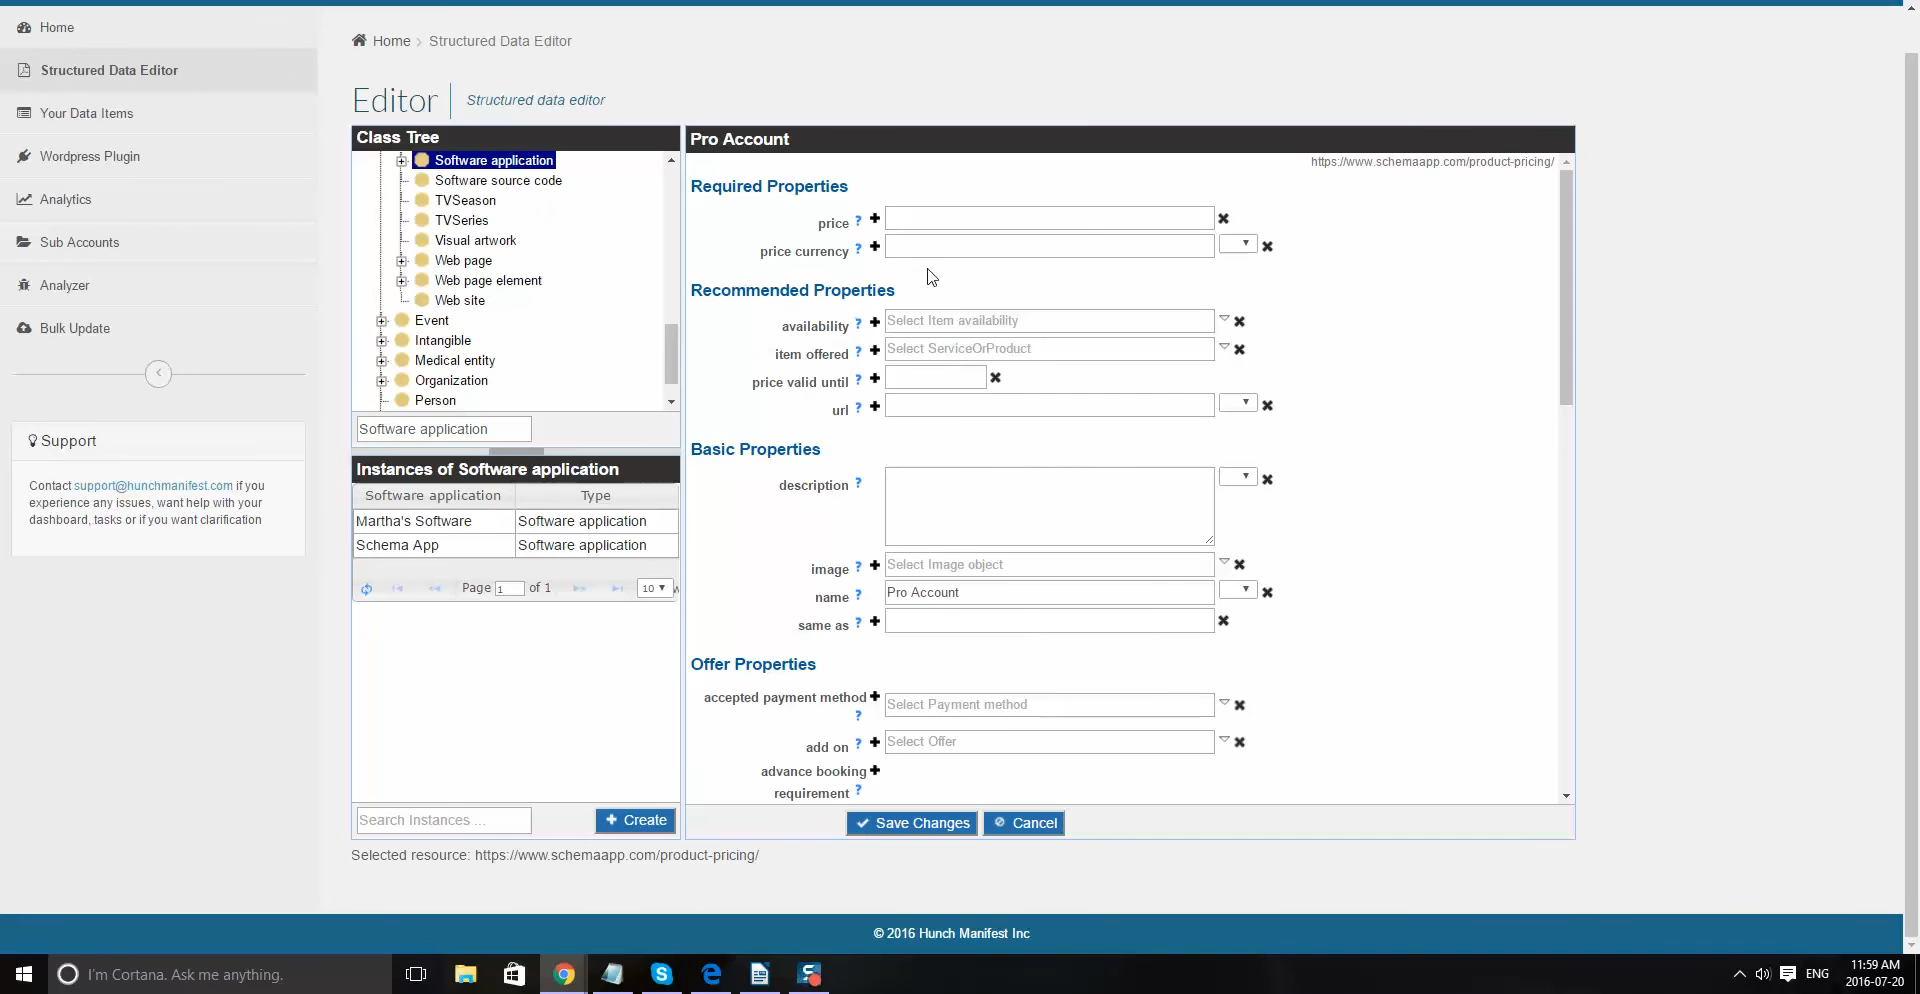 Home
Structured Data Editor
Your Data Items
Wordpress Plugin
Analytics
Sub Accounts
Analyzer
Bulk Update
Support
Contact support@hunchmanifest.com if you
experience any issues, want help with your
dashboard, tasks or if you want clarification
Home > Structured Data Editor
Editor Structured data editor
Class Tree
Software application
Software source code
TVSeason
TVSeries
Visual artwork
Web page
Web page element
Web site
Event
Intangible
Medical entity
Organization
Person
Software application
Instances of Software application
Software application Type
Martha's Software Software application
Schema App Software application
Page 1 of 1 10
Search Instances ... Create
Selected resource: https://www.schemaapp.com/product-pricing/
Pro Account
https://www.schemaapp.com/product-pricing/
Required Properties
price ?
price currency ?
Recommended Properties
availability ? Select Item availability
item offered ? Select ServiceOrProduct
price valid until ?
url ?
Basic Properties
description ?
image ? Select Image object
name ? Pro Account
same as ?
Offer Properties
accepted payment method ? Select Payment method
add on ? Select Offer
advance booking
requirement ?
Save Changes Cancel
© 2016 Hunch Manifest Inc
I'm Cortana. Ask me anything.
ENG
11:59 AM
2016-07-20